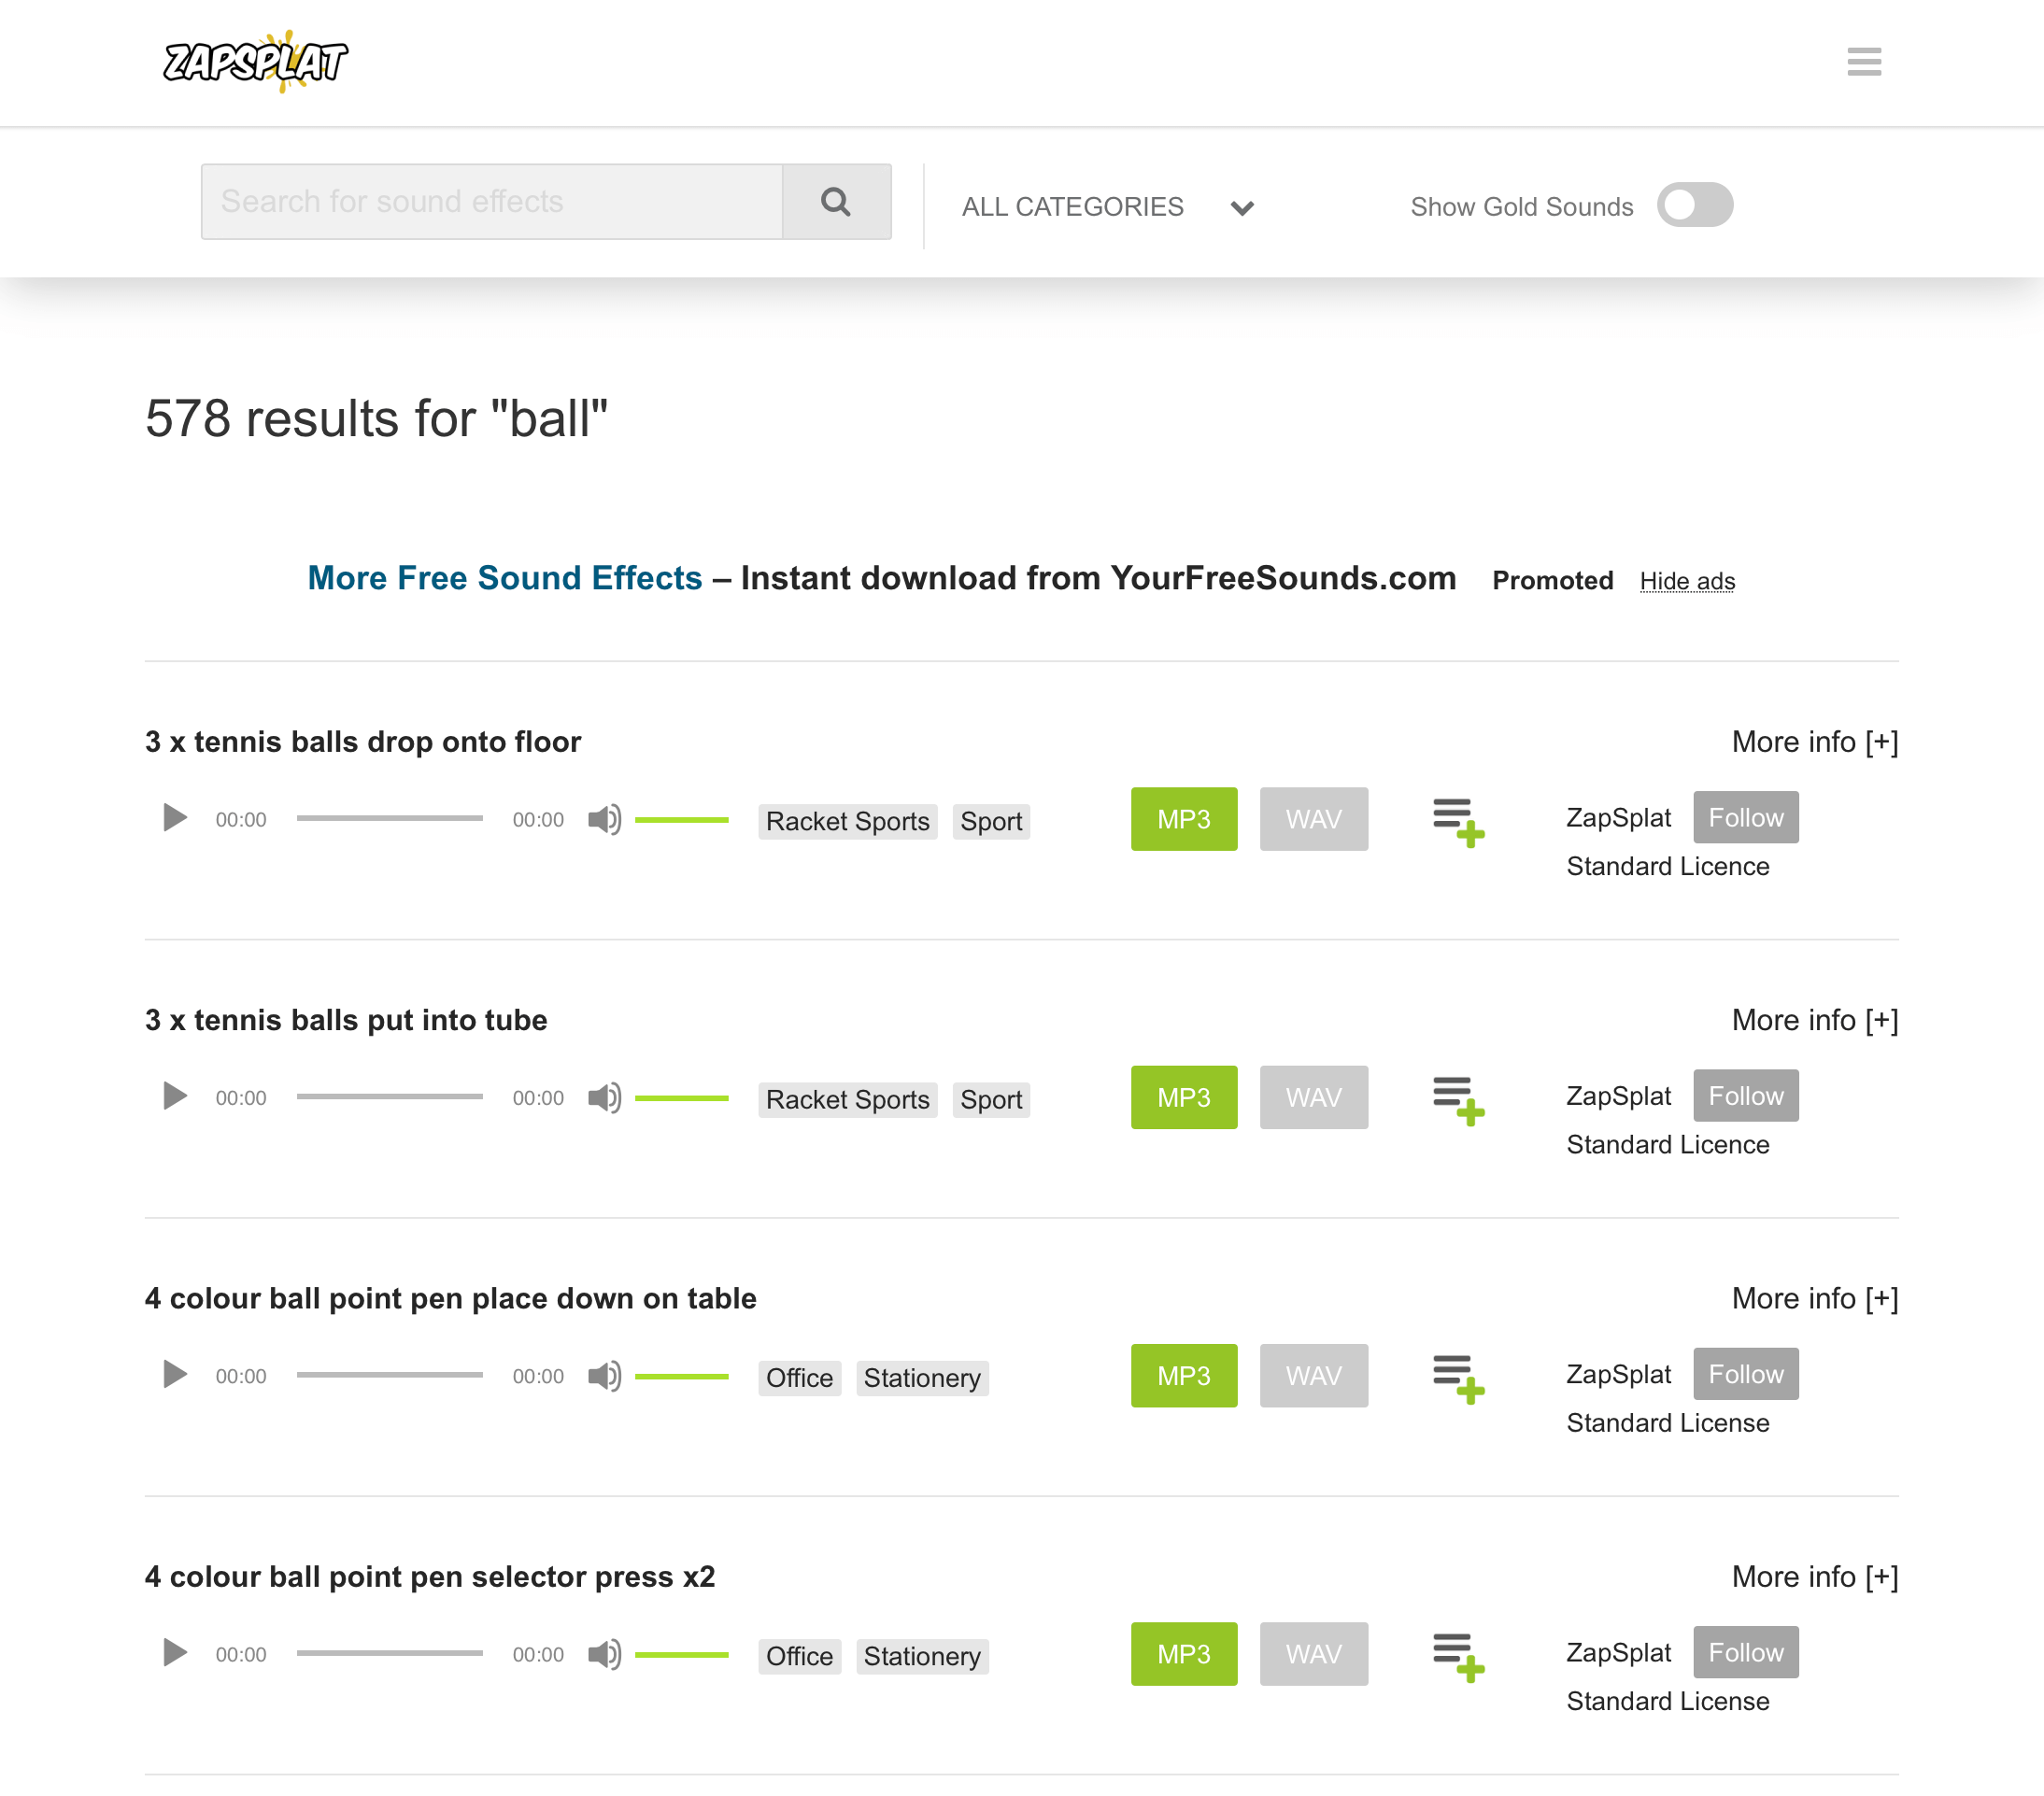 ZAPSPLAT
Search for sound effects
ALL CATEGORIES
Show Gold Sounds
578 results for "ball"
More Free Sound Effects – Instant download from YourFreeSounds.com Promoted Hide ads
3 x tennis balls drop onto floor
More info [+]
00:00 00:00 Racket Sports Sport MP3 WAV ZapSplat Follow
Standard Licence
3 x tennis balls put into tube
More info [+]
00:00 00:00 Racket Sports Sport MP3 WAV ZapSplat Follow
Standard Licence
4 colour ball point pen place down on table
More info [+]
00:00 00:00 Office Stationery MP3 WAV ZapSplat Follow
Standard License
4 colour ball point pen selector press x2
More info [+]
00:00 00:00 Office Stationery MP3 WAV ZapSplat Follow
Standard License